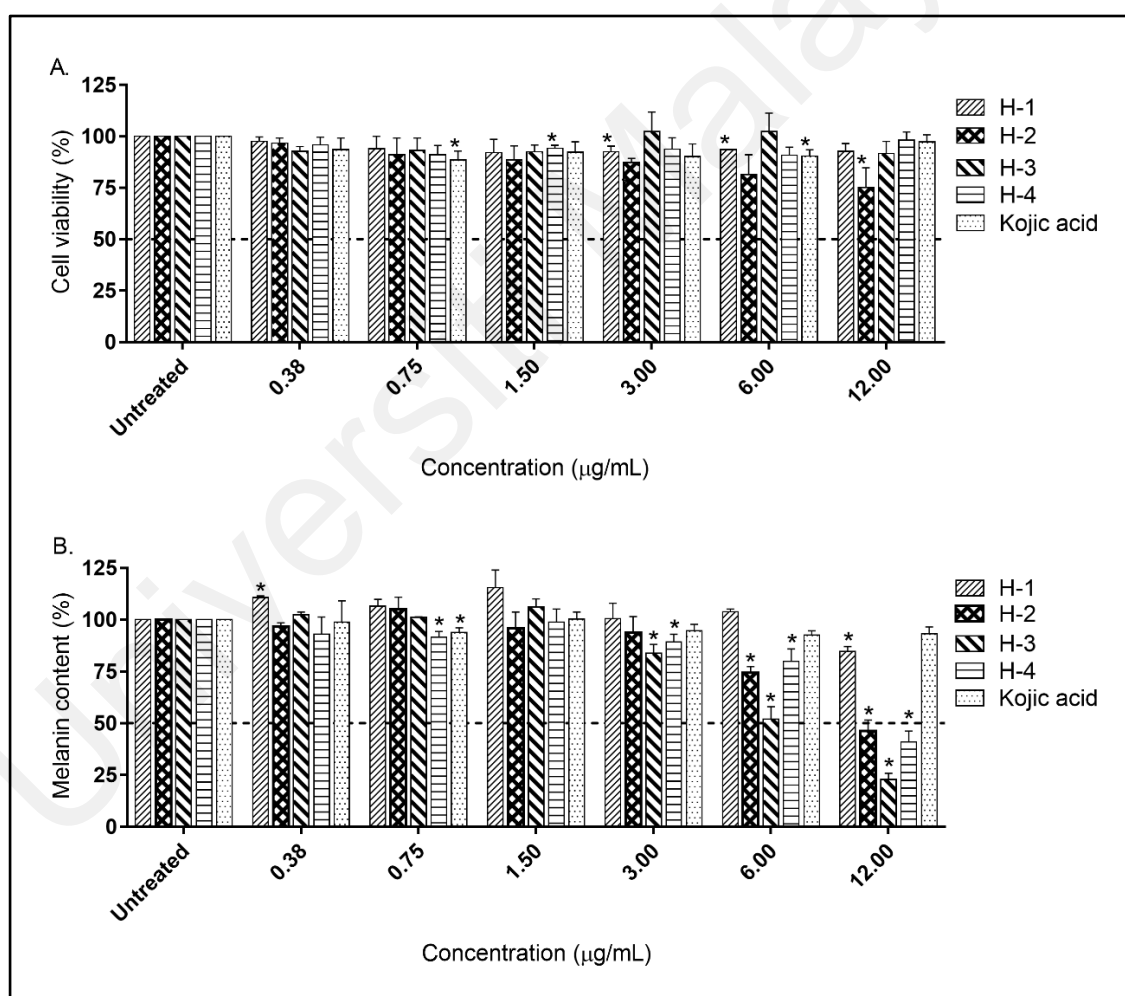 A.
125
100
75
50
25
0
Cell viability (%)
* * * * * *
H-1
H-2
H-3
H-4
Kojic acid
Untreated 0.38 0.75 1.50 3.00 6.00 12.00
Concentration (μg/mL)
B.
125
100
75
50
25
0
Melanin content (%)
* * * * * * * * * * * *
H-1
H-2
H-3
H-4
Kojic acid
Untreated 0.38 0.75 1.50 3.00 6.00 12.00
Concentration (μg/mL)
Universiti Malay